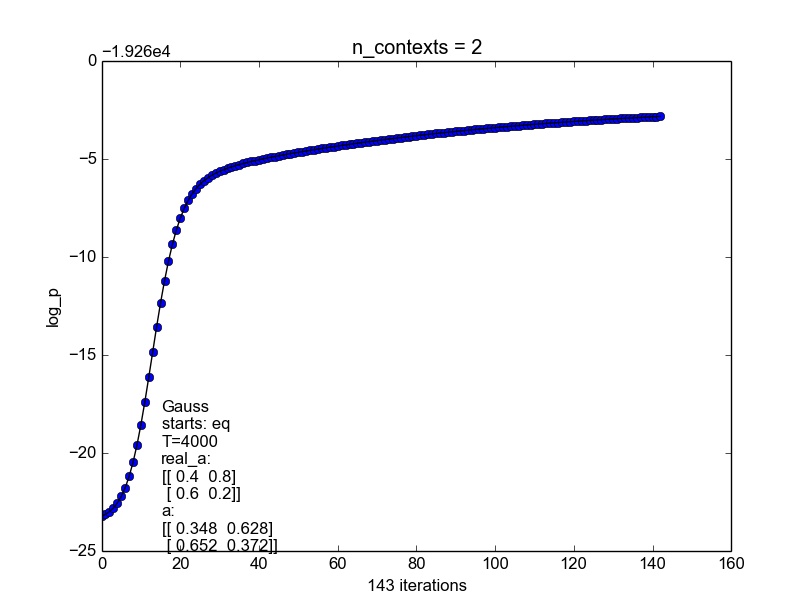 n_contexts = 2
−1.926e4
0
−5
−10
−15
−20
−25
log_p
Gauss
starts: eq
T=4000
real_a:
[[ 0.4 0.8]
[ 0.6 0.2]]
a:
[[ 0.348 0.628]
[ 0.652 0.372]]
0 20 40 60 80 100 120 140 160
143 iterations